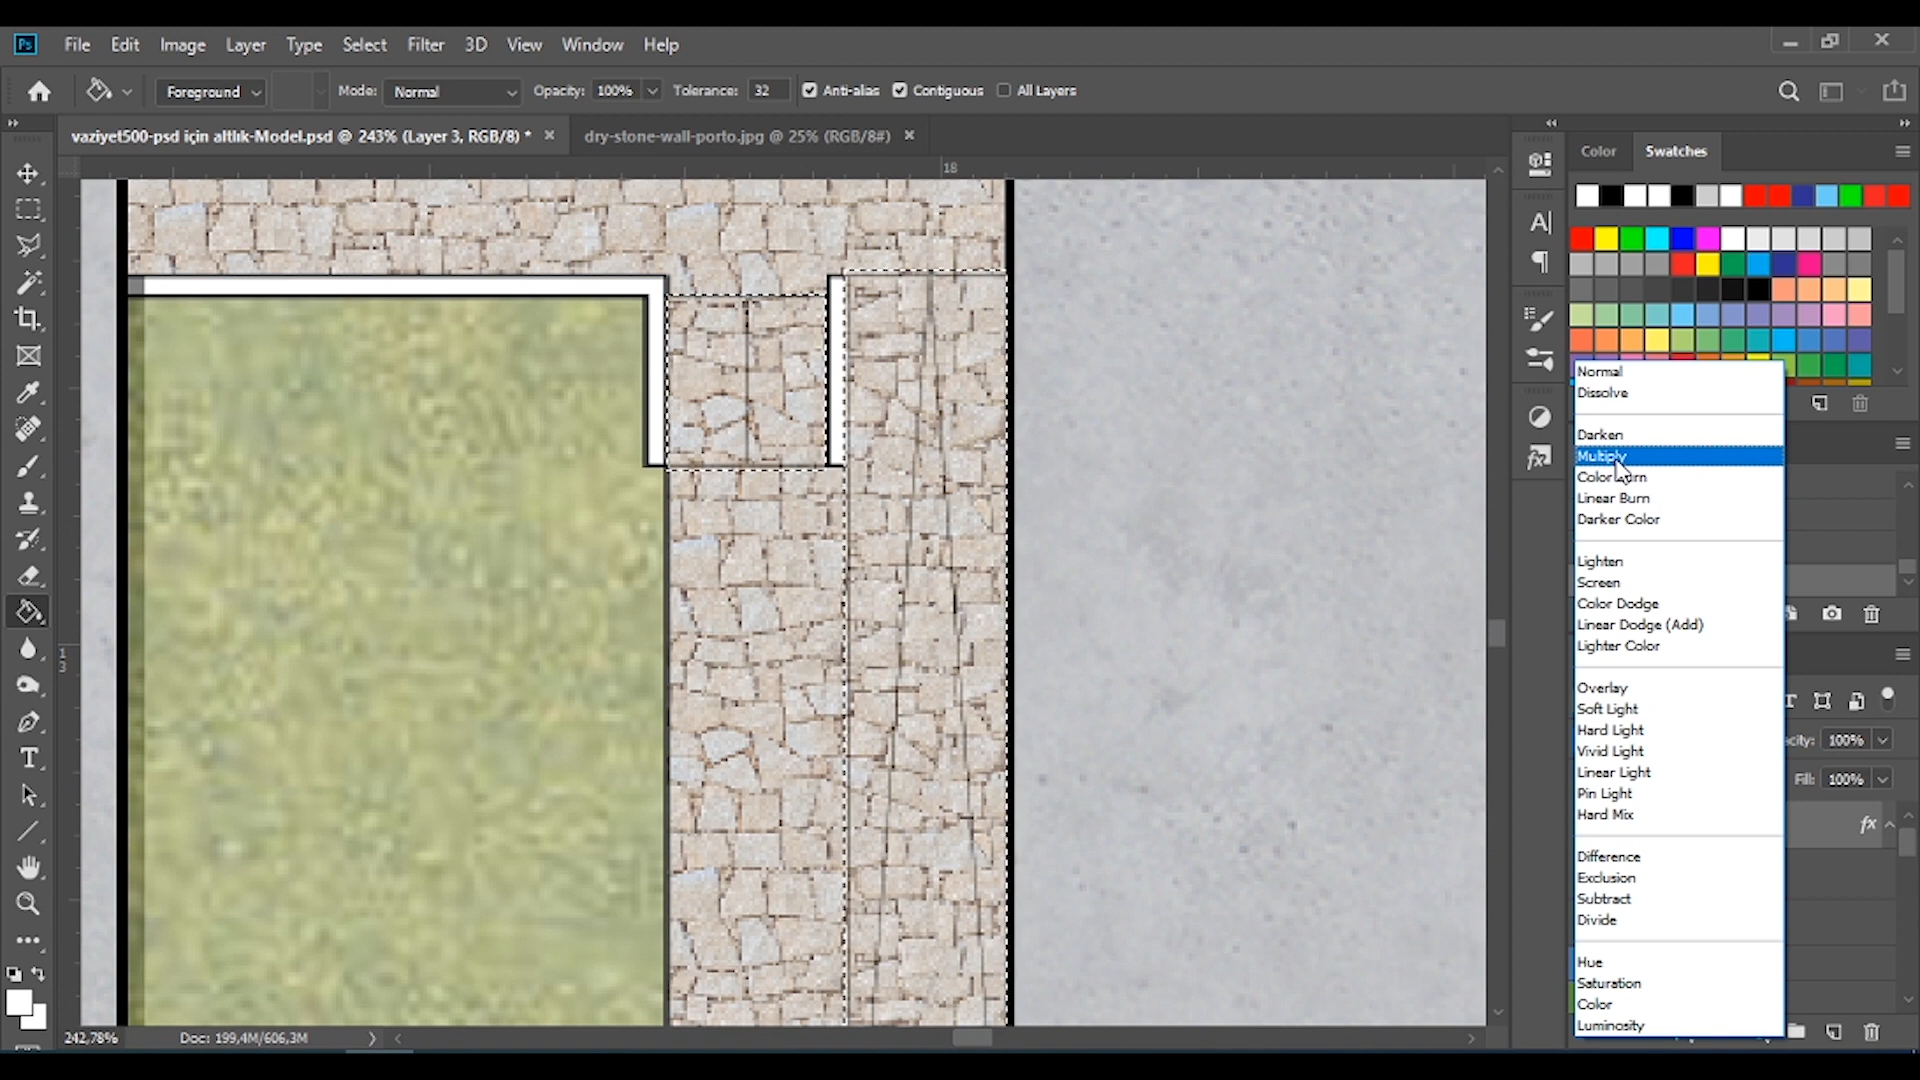 Ps File Edit Image Layer Type Select Filter 3D View Window Help
Foreground Mode: Normal Opacity: 100% Tolerance: 32 Anti-alias Contiguous All Layers
vaziyet500-psd için altlık-Model.psd @ 243% (Layer 3, RGB/8) * dry-stone-wall-porto.jpg @ 25% (RGB/8#)
Color Swatches
18
1
3
Normal
Dissolve
Darken
Multiply
Linear Burn
Darker Color
Lighten
Screen
Color Dodge
Linear Dodge (Add)
Lighter Color
Overlay
Soft Light
Hard Light
Vivid Light
Linear Light
Pin Light
Hard Mix
Difference
Exclusion
Subtract
Divide
Hue
Saturation
Color
Luminosity
100%
Fill: 100%
fx
242,78% Doc: 199,4M/606,3M